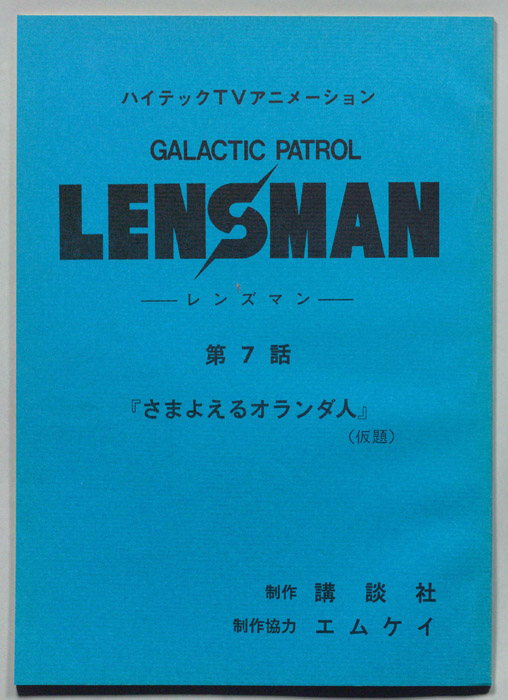 ハイテックTVアニメーション
GALACTIC PATROL
LENSMAN
―レンズマン―
第7話
『さまよえるオランダ人』
(仮題)
制作 講談社
制作協力 エムケイ